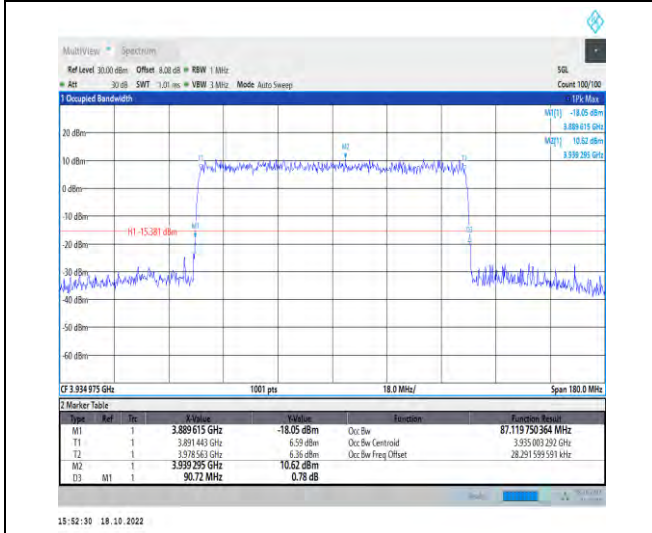 MultiView Spectrum
Ref Level 30.00 dBm Offset 8.08 dB RBW 1 MHz SGL
Att 30 dB SWT 1.01 ms VBW 3 MHz Mode Auto Sweep Count 100/100
1 Occupied Bandwidth 1Pk Max
M1[1] -18.05 dBm
3.889 615 GHz
M2[1] 10.62 dBm
3.939 295 GHz
20 dBm
M2
10 dBm
T1
0 dBm
-10 dBm
H1 -15.381 dBm
M1
D3
-20 dBm
-30 dBm
-40 dBm
-50 dBm
-60 dBm
CF 3.934 975 GHz 1001 pts 18.0 MHz/ Span 180.0 MHz
2 Marker Table
Type Ref Trc X-Value Y-Value Function Function Result
M1 1 3.889 615 GHz -18.05 dBm Occ Bw 87.119 750 364 MHz
T1 1 3.891 443 GHz 6.59 dBm Occ Bw Centroid 3.935 003 292 GHz
T2 1 3.978 563 GHz 6.36 dBm Occ Bw Freq Offset 28.291 599 591 kHz
M2 1 3.939 295 GHz 10.62 dBm
D3 M1 1 90.72 MHz 0.78 dB
15:52:30 18.10.2022